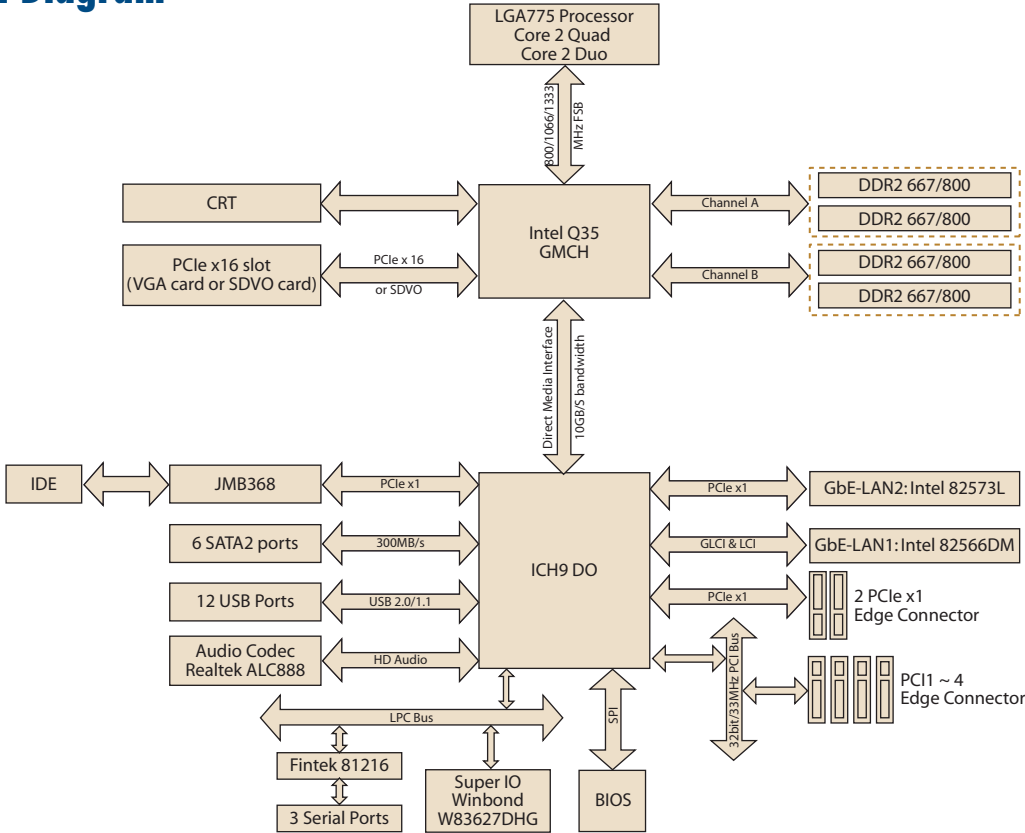 Diagram
LGA775 Processor
Core 2 Quad
Core 2 Duo
800/1066/1333
MHz FSB
CRT
Intel Q35
GMCH
Channel A
DDR2 667/800
DDR2 667/800
PCIe x16 slot
(VGA card or SDVO card)
PCIe x 16
or SDVO
Channel B
DDR2 667/800
DDR2 667/800
Direct Media Interface
10GB/S bandwidth
IDE
JMB368
PCIe x1
ICH9 DO
PCIe x1
GbE-LAN2: Intel 82573L
6 SATA2 ports
300MB/s
GLCI & LCI
GbE-LAN1: Intel 82566DM
12 USB Ports
USB 2.0/1.1
PCIe x1
2 PCIe x1
Edge Connector
Audio Codec
Realtek ALC888
HD Audio
32bit/33MHz PCI Bus
PCI1 ~ 4
Edge Connector
LPC Bus
SPI
Fintek 81216
3 Serial Ports
Super IO
Winbond
W83627DHG
BIOS